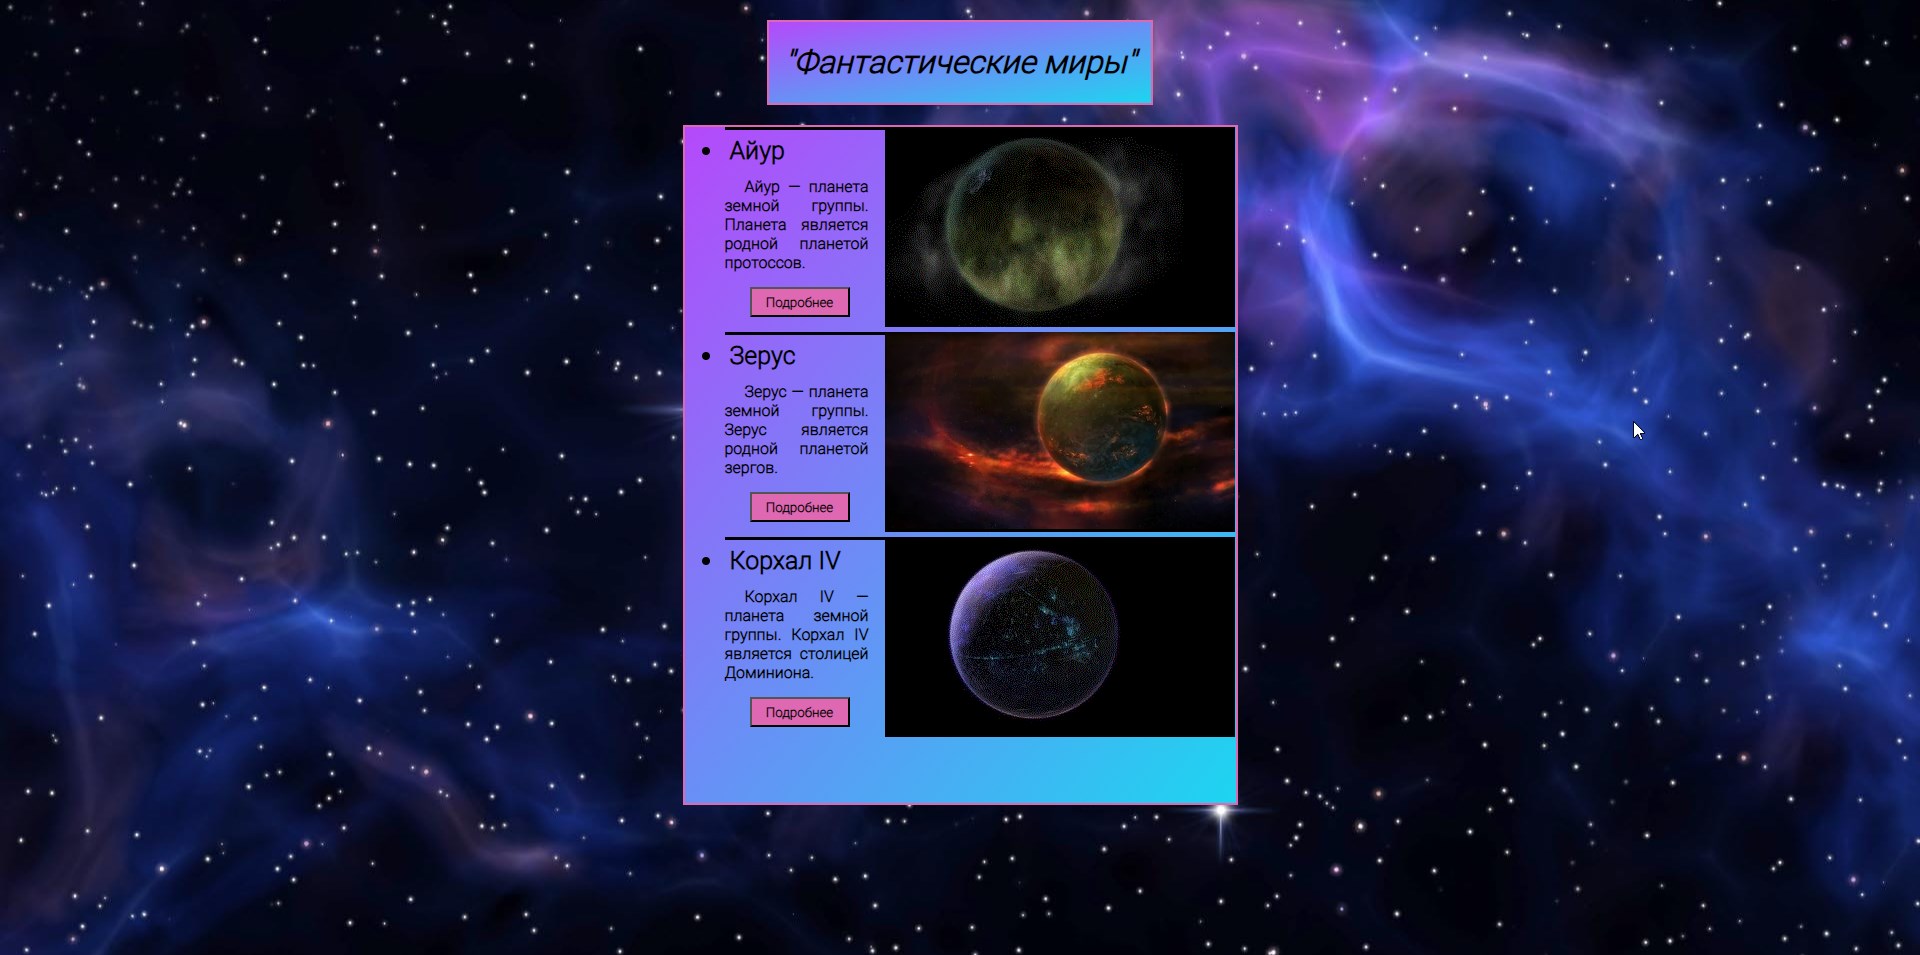 "Фантастические миры"
Айур
Айур — планета
земной группы.
Планета является
родной планетой
протоссов.
Подробнее
Зерус
Зерус — планета
земной группы.
Зерус является
родной планетой
зергов.
Подробнее
Корхал IV
Корхал IV —
планета земной
группы. Корхал IV
является столицей
Доминиона.
Подробнее